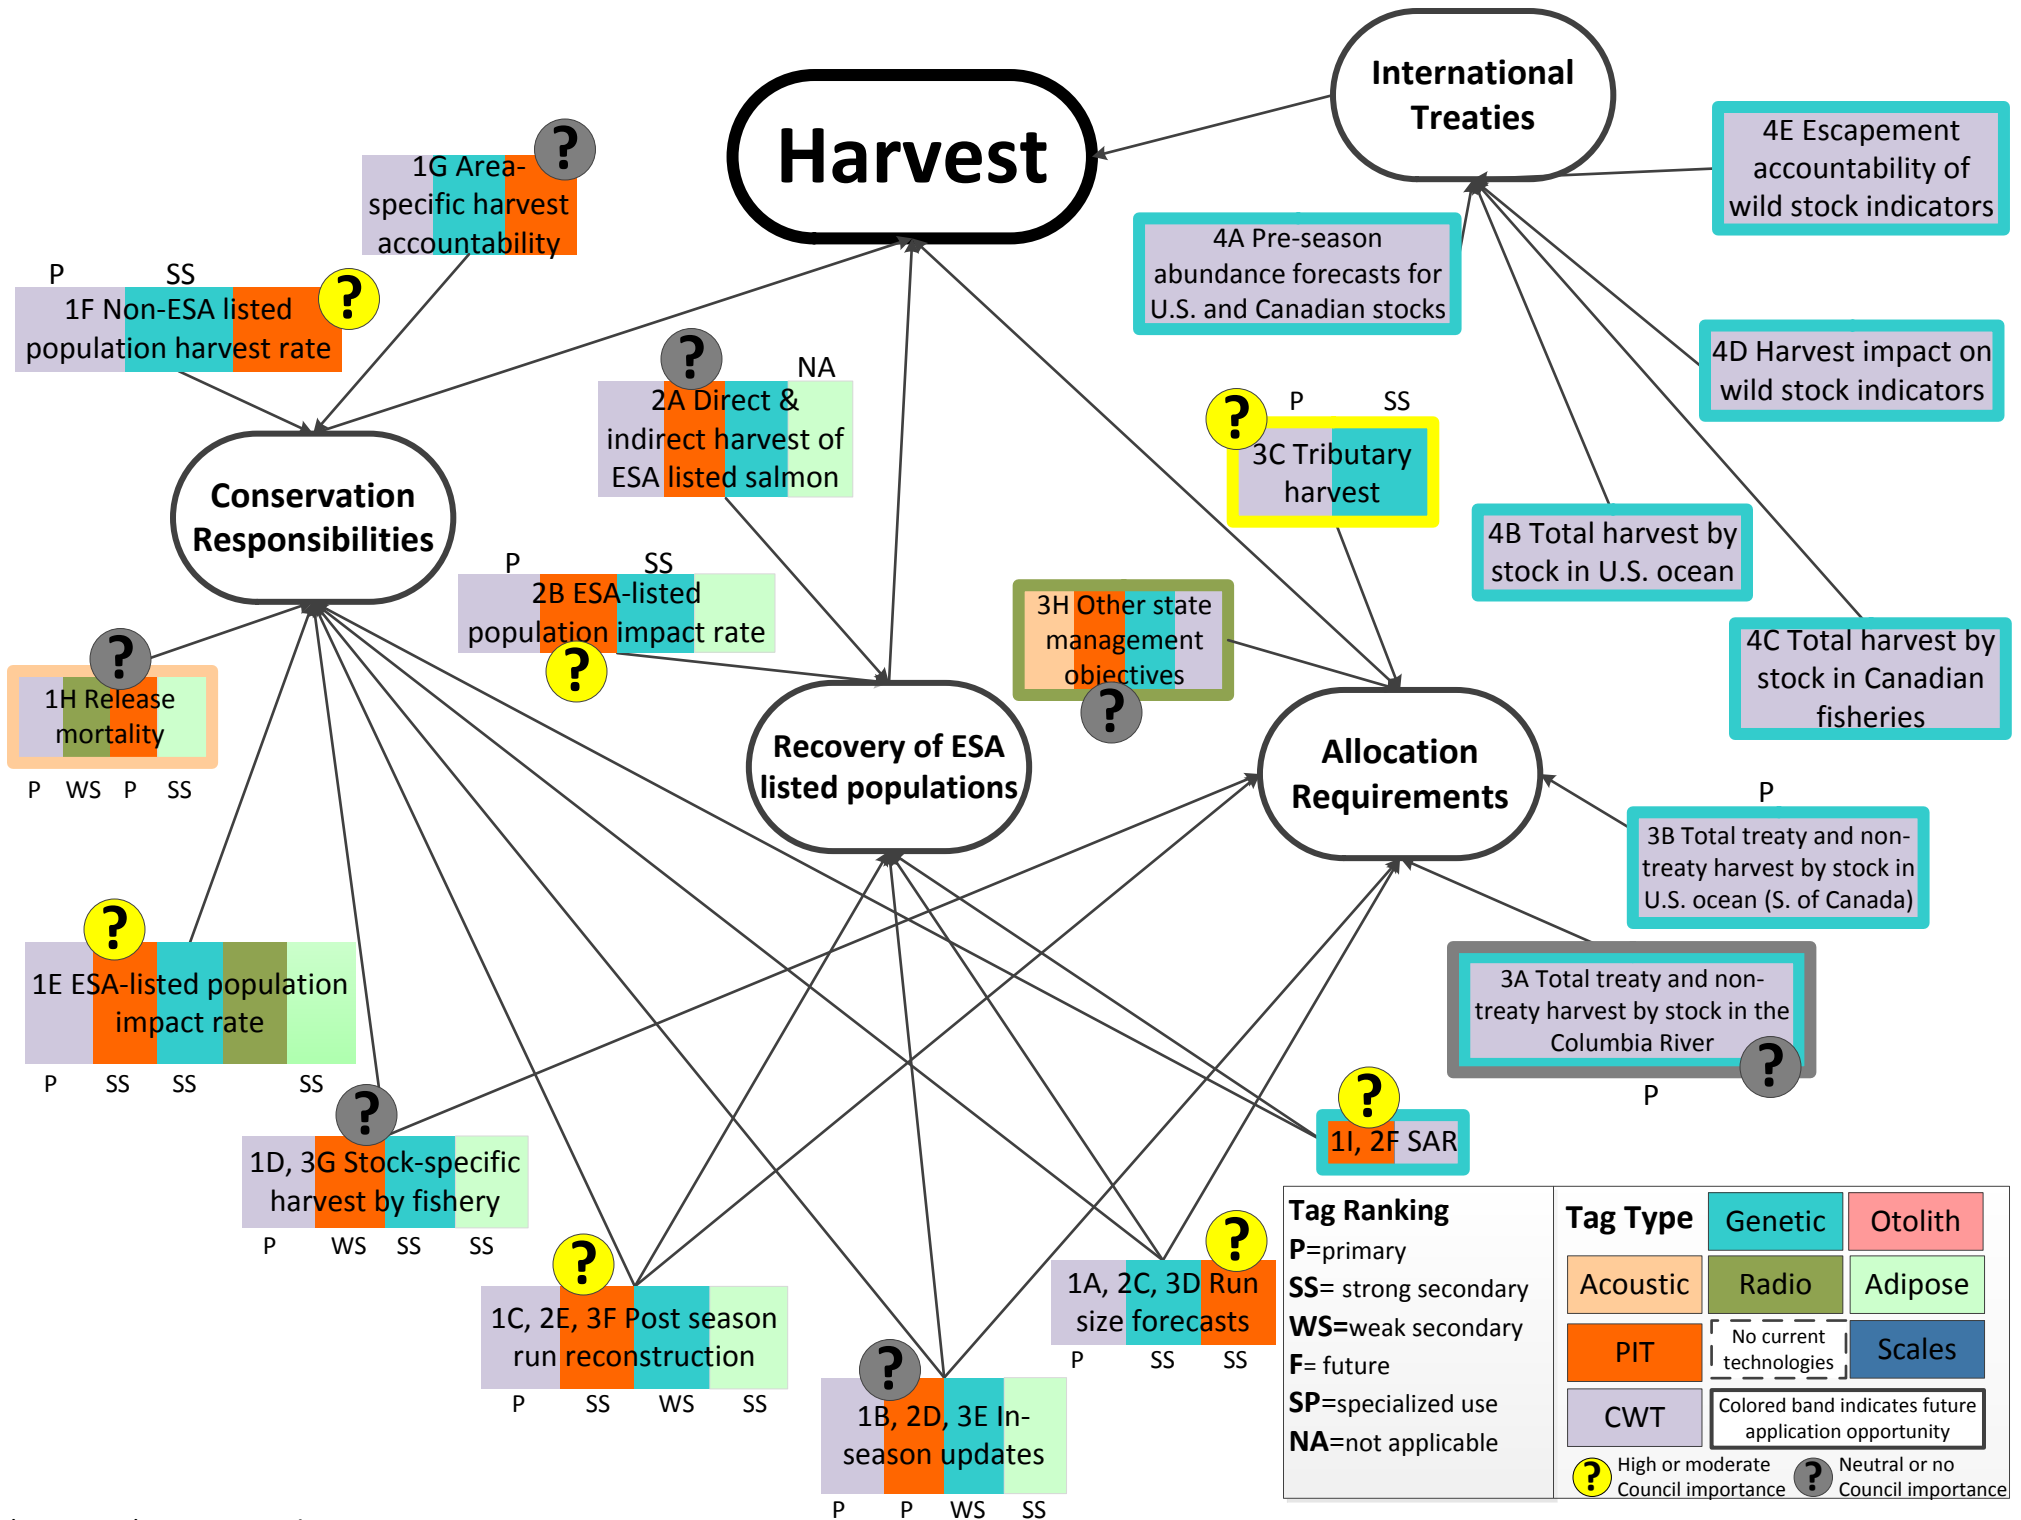 International
Treaties
Harvest
4E Escapement
accountability of
wild stock indicators
?
1G Area-
specific harvest
accountability
4A Pre-season
abundance forecasts for
U.S. and Canadian stocks
P SS
?
1F Non-ESA listed
population harvest rate
4D Harvest impact on
wild stock indicators
?
NA
2A Direct &
indirect harvest of
ESA listed salmon
?
P SS
3C Tributary
harvest
Conservation
Responsibilities
4B Total harvest by
stock in U.S. ocean
P SS
2B ESA-listed
population impact rate
?
3H Other state
management
objectives
?
4C Total harvest by
stock in Canadian
fisheries
?
1H Release
mortality
P WS P SS
Recovery of ESA
listed populations
Allocation
Requirements
P
3B Total treaty and non-
treaty harvest by stock in
U.S. ocean (S. of Canada)
?
1E ESA-listed population
impact rate
P SS SS SS
3A Total treaty and non-
treaty harvest by stock in the
Columbia River
?
P
?
1D, 3G Stock-specific
harvest by fishery
P WS SS SS
?
1I, 2F SAR
?
1C, 2E, 3F Post season
run reconstruction
P SS WS SS
?
1A, 2C, 3D Run
size forecasts
P SS SS
?
1B, 2D, 3E In-
season updates
P P WS SS
Tag Ranking
P=primary
SS= strong secondary
WS=weak secondary
F= future
SP=specialized use
NA=not applicable
Tag Type
Genetic
Otolith
Acoustic
Radio
Adipose
PIT
No current
technologies
Scales
CWT
Colored band indicates future
application opportunity
?
High or moderate
Council importance
?
Neutral or no
Council importance